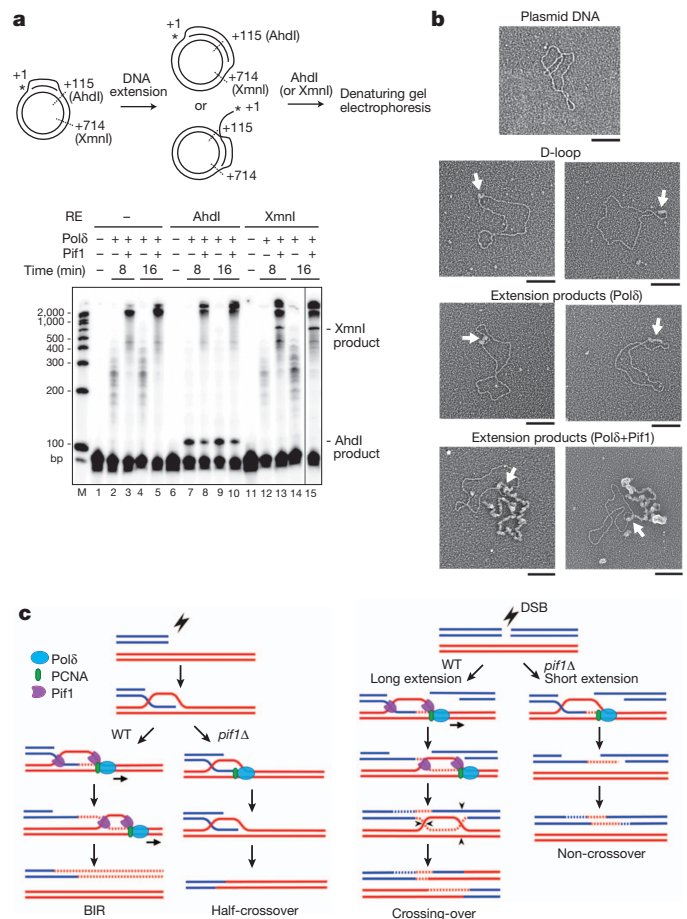 a
+1
*
+115
(AhdI)
+714
(XmnI)
DNA
extension
+1
*
+115 (AhdI)
+714
(XmnI)
or
* +1
+115
+714
AhdI
(or XmnI)
Denaturing gel
electrophoresis
RE – AhdI XmnI
Polδ – + + + + – + + + + – + + + +
Pif1 – – + – + – – + – + – – + – +
Time (min) – 8 16 – 8 16 – 8 16
2,000
1,000
500
400
300
200
100
bp
XmnI
product
AhdI
product
M 1 2 3 4 5 6 7 8 9 10 11 12 13 14 15
b
Plasmid DNA
D-loop
Extension products (Polδ)
Extension products (Polδ+Pif1)
c
Polδ
PCNA
Pif1
WT
pif1Δ
BIR
Half-crossover
DSB
WT
Long extension
pif1Δ
Short extension
Non-crossover
Crossing-over